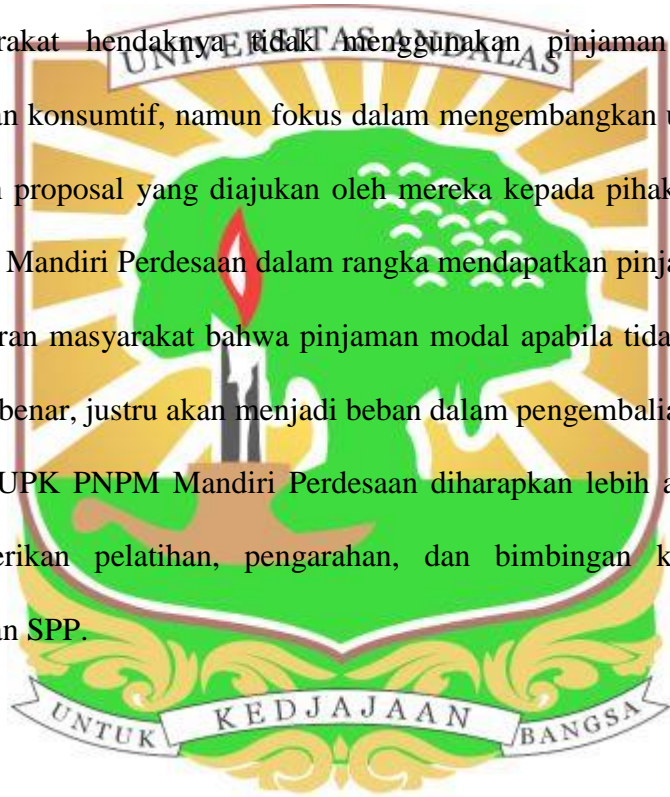 rakat hendaknya tidak menggunakan pinjaman
UNIVERSITAS ANDALAS
an konsumtif, namun fokus dalam mengembangkan u
n proposal yang diajukan oleh mereka kepada pihak
Mandiri Perdesaan dalam rangka mendapatkan pinja
ran masyarakat bahwa pinjaman modal apabila tida
benar, justru akan menjadi beban dalam pengembalia
UPK PNPM Mandiri Perdesaan diharapkan lebih a
erikan pelatihan, pengarahan, dan bimbingan k
an SPP.
UNTUK KEDJAJAAN BANGSA